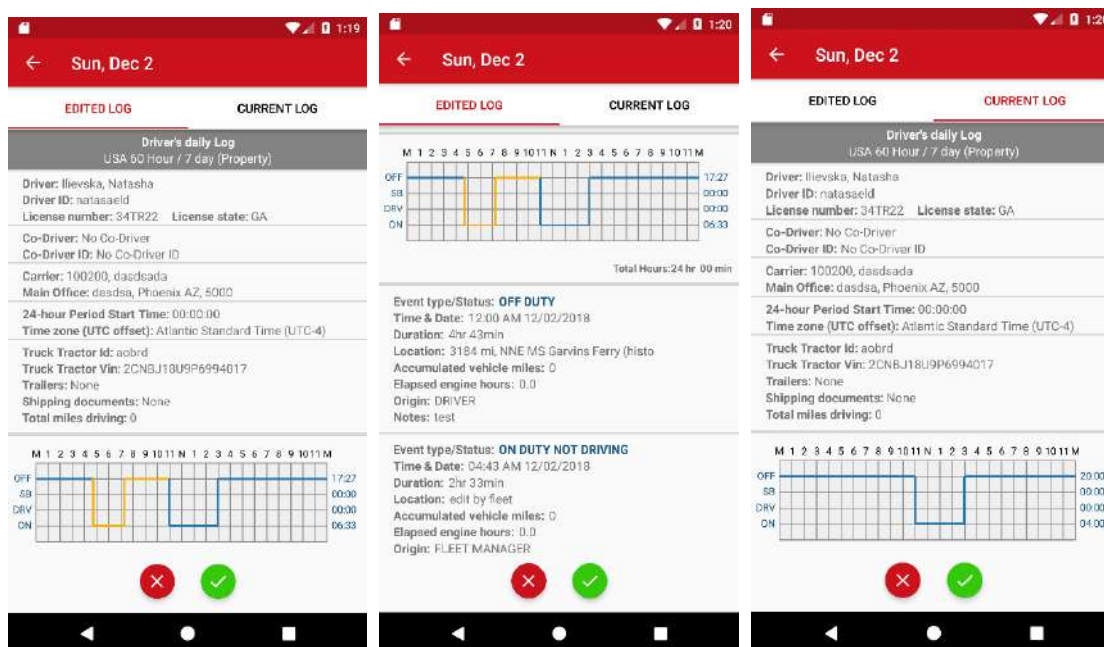 1:19
Sun, Dec 2
EDITED LOG CURRENT LOG
Driver's daily Log
USA 60 Hour / 7 day (Property)
Driver: Ilievska, Natasha
Driver ID: natasaeld
License number: 34TR22 License state: GA
Co-Driver: No Co-Driver
Co-Driver ID: No Co-Driver ID
Carrier: 100200, dasdsada
Main Office: dasdsa, Phoenix AZ, 5000
24-hour Period Start Time: 00:00:00
Time zone (UTC offset): Atlantic Standard Time (UTC-4)
Truck Tractor Id: aobrd
Truck Tractor Vin: 2CNBJ18U9P6994017
Trailers: None
Shipping documents: None
Total miles driving: 0
M 1 2 3 4 5 6 7 8 9 10 11 N 1 2 3 4 5 6 7 8 9 10 11 M
OFF 17:27
SB 00:00
DRV 00:00
ON 06:33
1:20
Sun, Dec 2
EDITED LOG CURRENT LOG
M 1 2 3 4 5 6 7 8 9 10 11 N 1 2 3 4 5 6 7 8 9 10 11 M
OFF 17:27
SB 00:00
DRV 00:00
ON 06:33
Total Hours:24 hr 00 min
Event type/Status: OFF DUTY
Time & Date: 12:00 AM 12/02/2018
Duration: 4hr 43min
Location: 3184 mi, NNE MS Garvins Ferry (histo
Accumulated vehicle miles: 0
Elapsed engine hours: 0.0
Origin: DRIVER
Notes: test
Event type/Status: ON DUTY NOT DRIVING
Time & Date: 04:43 AM 12/02/2018
Duration: 2hr 33min
Location: edit by fleet
Accumulated vehicle miles: 0
Elapsed engine hours: 0.0
Origin: FLEET MANAGER
1:20
Sun, Dec 2
EDITED LOG CURRENT LOG
Driver's daily Log
USA 60 Hour / 7 day (Property)
Driver: Ilievska, Natasha
Driver ID: natasaeld
License number: 34TR22 License state: GA
Co-Driver: No Co-Driver
Co-Driver ID: No Co-Driver ID
Carrier: 100200, dasdsada
Main Office: dasdsa, Phoenix AZ, 5000
24-hour Period Start Time: 00:00:00
Time zone (UTC offset): Atlantic Standard Time (UTC-4)
Truck Tractor Id: aobrd
Truck Tractor Vin: 2CNBJ18U9P6994017
Trailers: None
Shipping documents: None
Total miles driving: 0
M 1 2 3 4 5 6 7 8 9 10 11 N 1 2 3 4 5 6 7 8 9 10 11 M
OFF 20:00
SB 00:00
DRV 00:00
ON 04:00